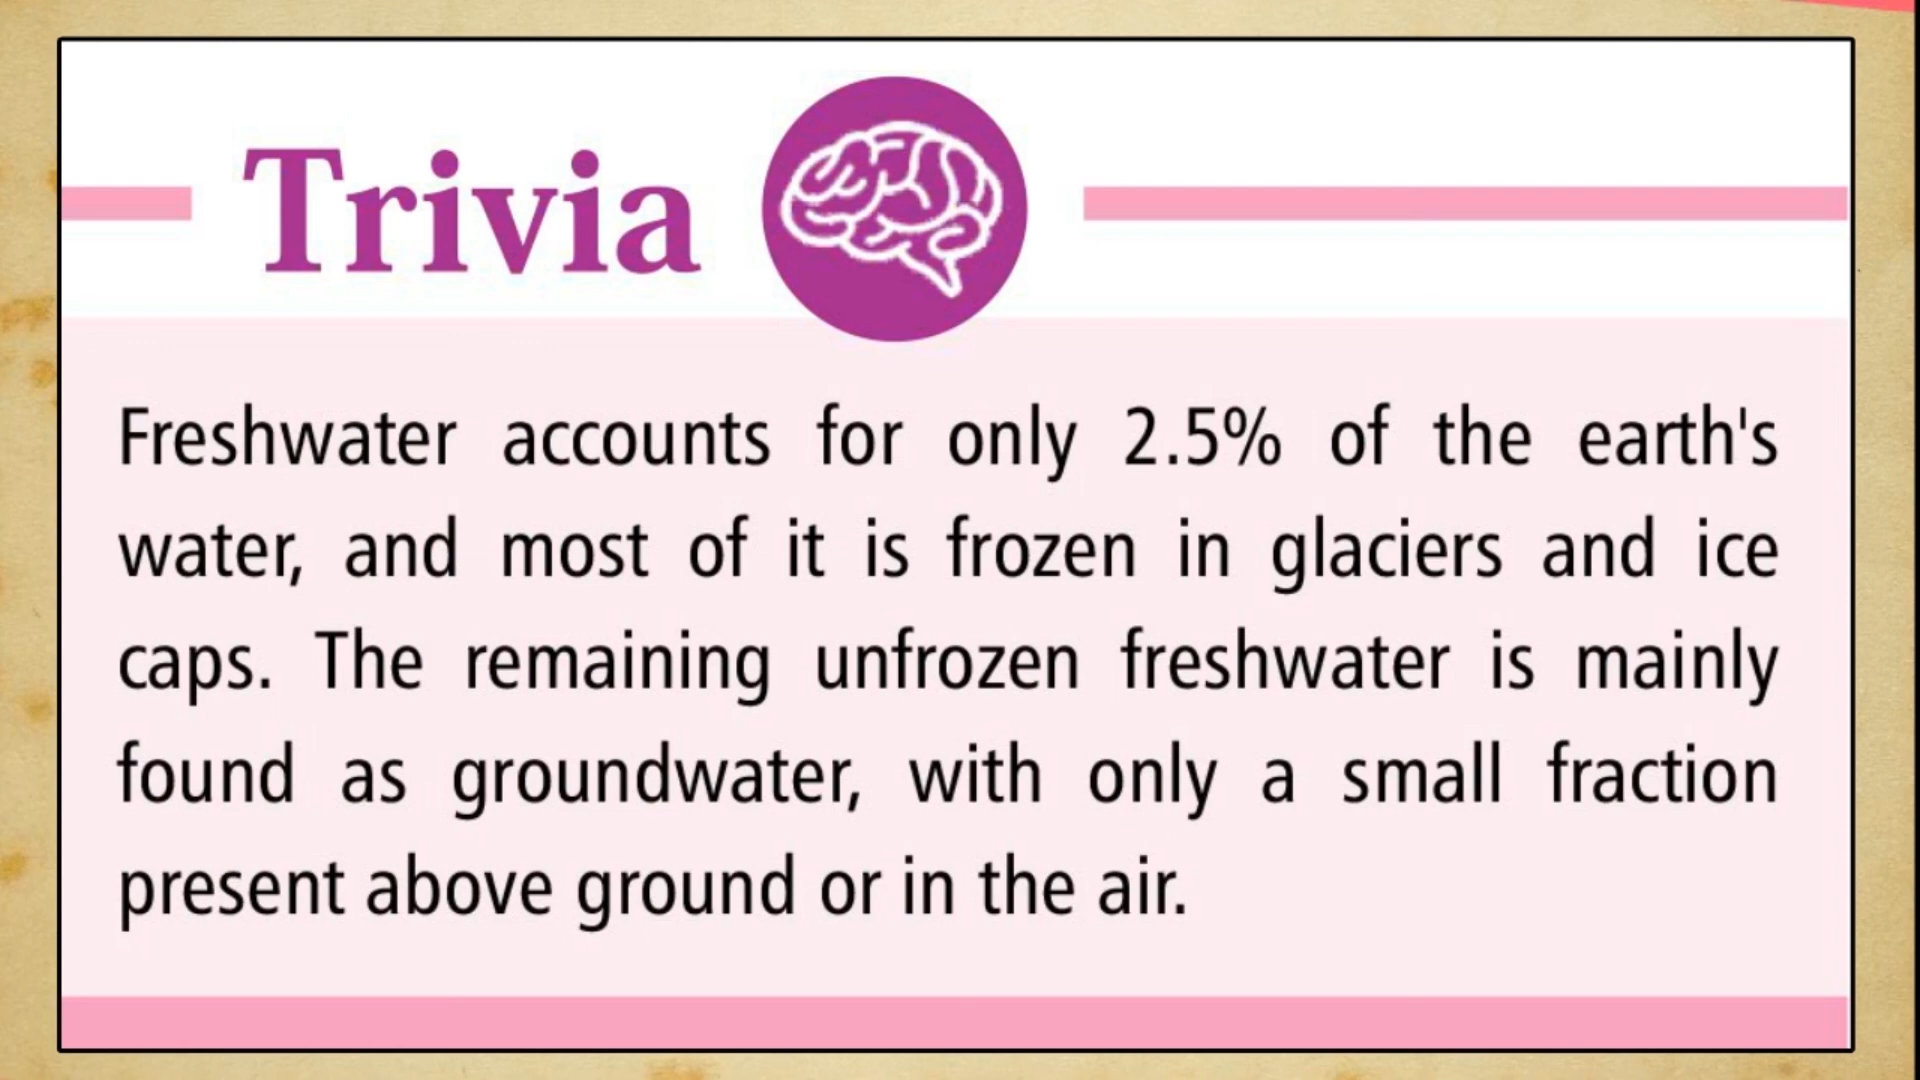 Trivia
Freshwater accounts for only 2.5% of the earth's
water, and most of it is frozen in glaciers and ice
caps. The remaining unfrozen freshwater is mainly
found as groundwater, with only a small fraction
present above ground or in the air.